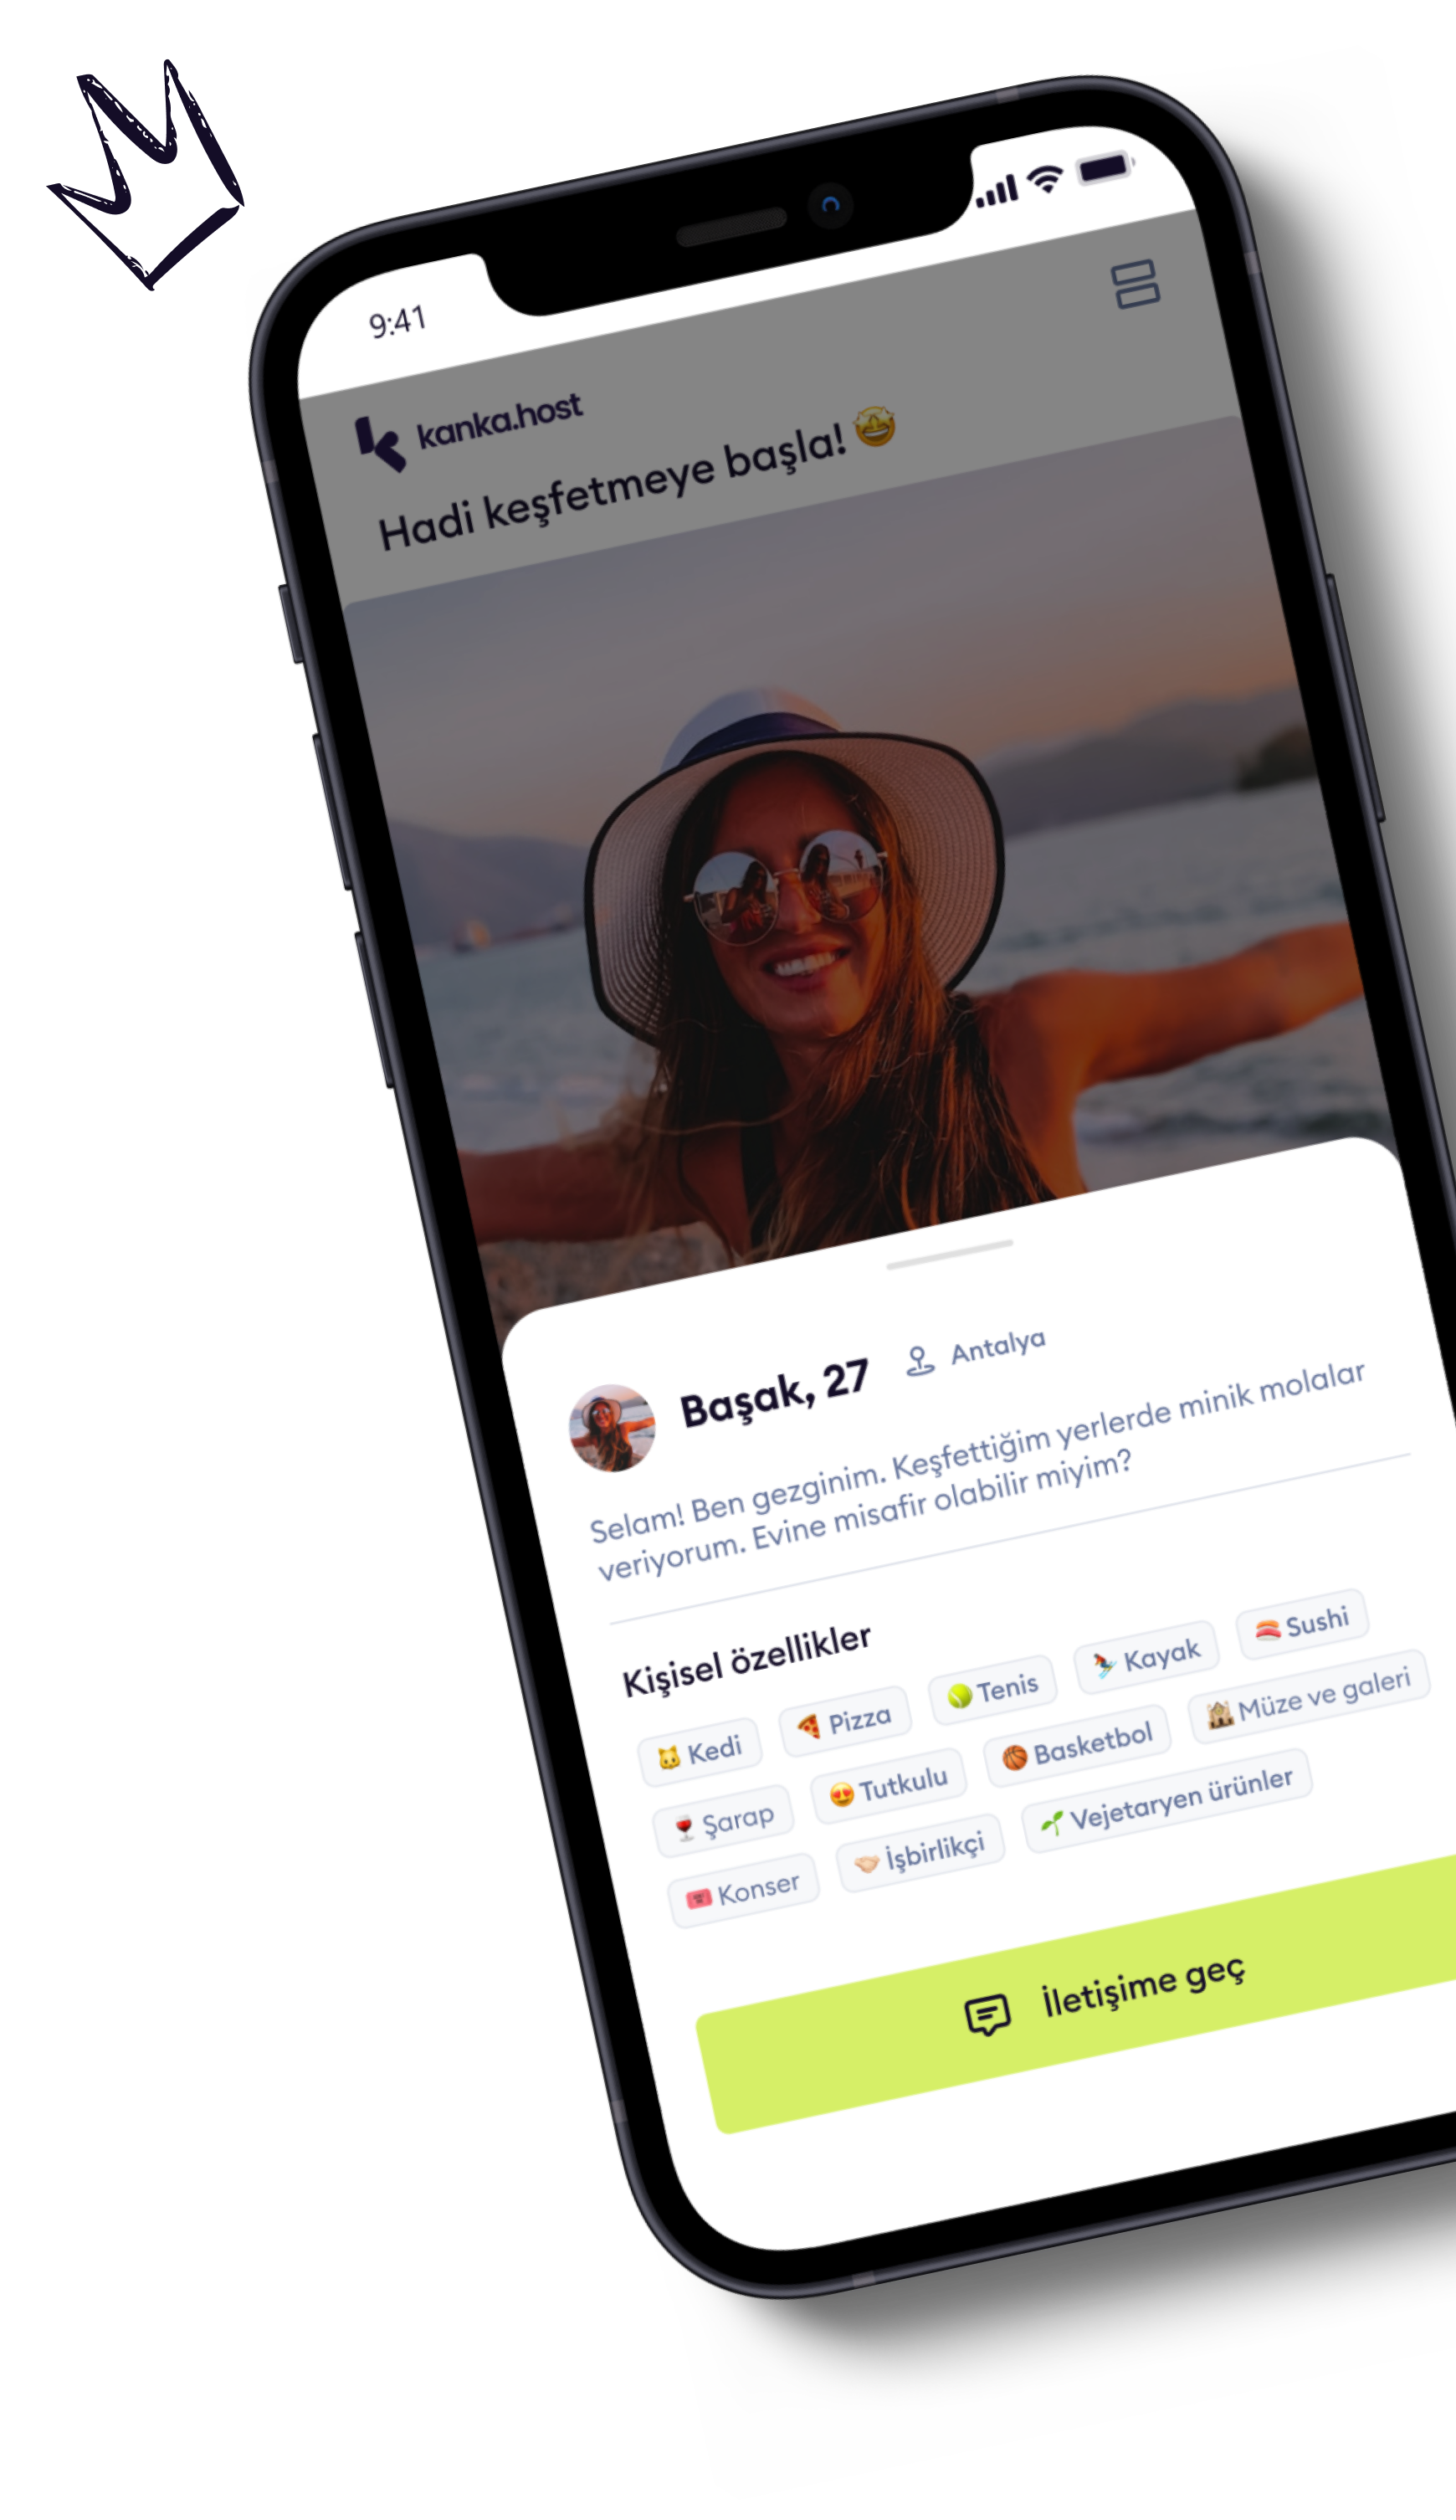 9:41
kanka.host
Hadi keşfetmeye başla! 🤩
Başak, 27
Antalya
Selam! Ben gezginim. Keşfettiğim yerlerde minik molalar
veriyorum. Evine misafir olabilir miyim?
Kişisel özellikler
🐱 Kedi
🍕 Pizza
🎾 Tenis
⛷️ Kayak
🍣 Sushi
🍷 Şarap
😍 Tutkulu
🏀 Basketbol
🕍 Müze ve galeri
🎟️ Konser
🤝🏻 İşbirlikçi
🌱 Vejetaryen ürünler
İletişime geç